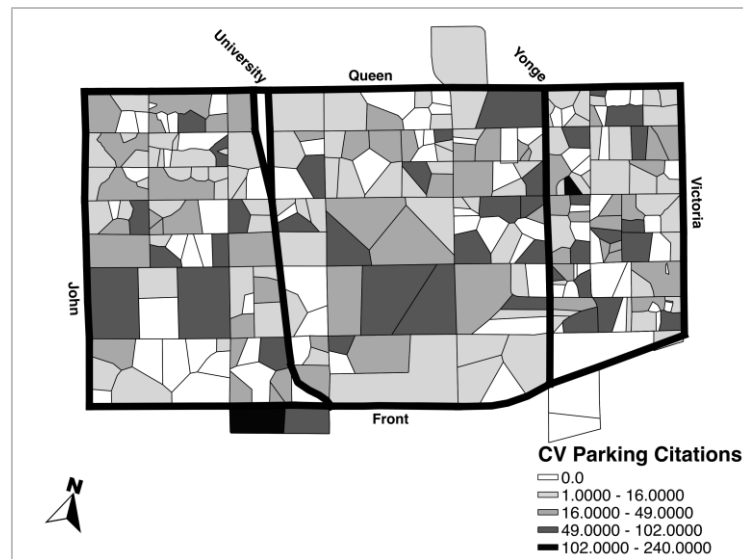 University
Queen
Yonge
Victoria
John
Front
N
CV Parking Citations
0.0
1.0000 - 16.0000
16.0000 - 49.0000
49.0000 - 102.0000
102.0000 - 240.0000